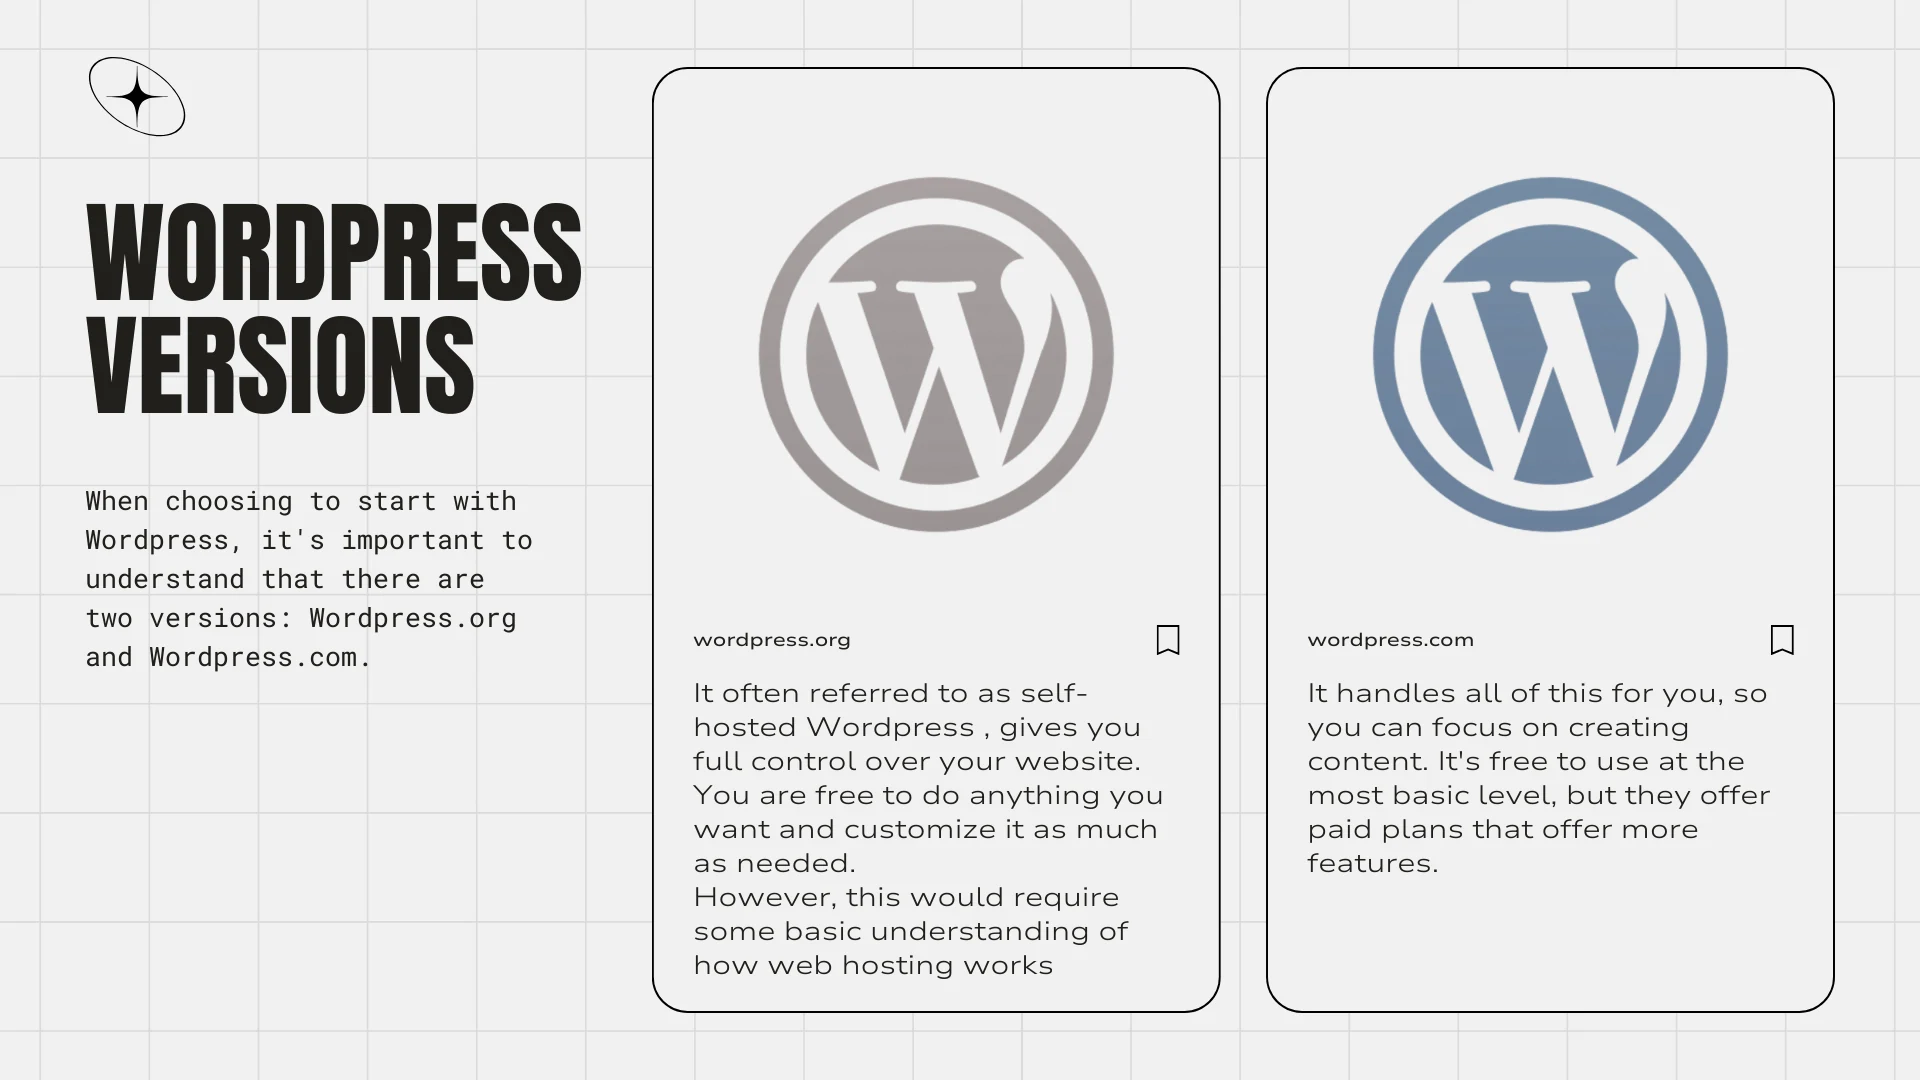 WORDPRESS
VERSIONS
When choosing to start with
Wordpress, it's important to
understand that there are
two versions: Wordpress.org
and Wordpress.com.
wordpress.org
It often referred to as self-
hosted Wordpress , gives you
full control over your website.
You are free to do anything you
want and customize it as much
as needed.
However, this would require
some basic understanding of
how web hosting works
wordpress.com
It handles all of this for you, so
you can focus on creating
content. It's free to use at the
most basic level, but they offer
paid plans that offer more
features.